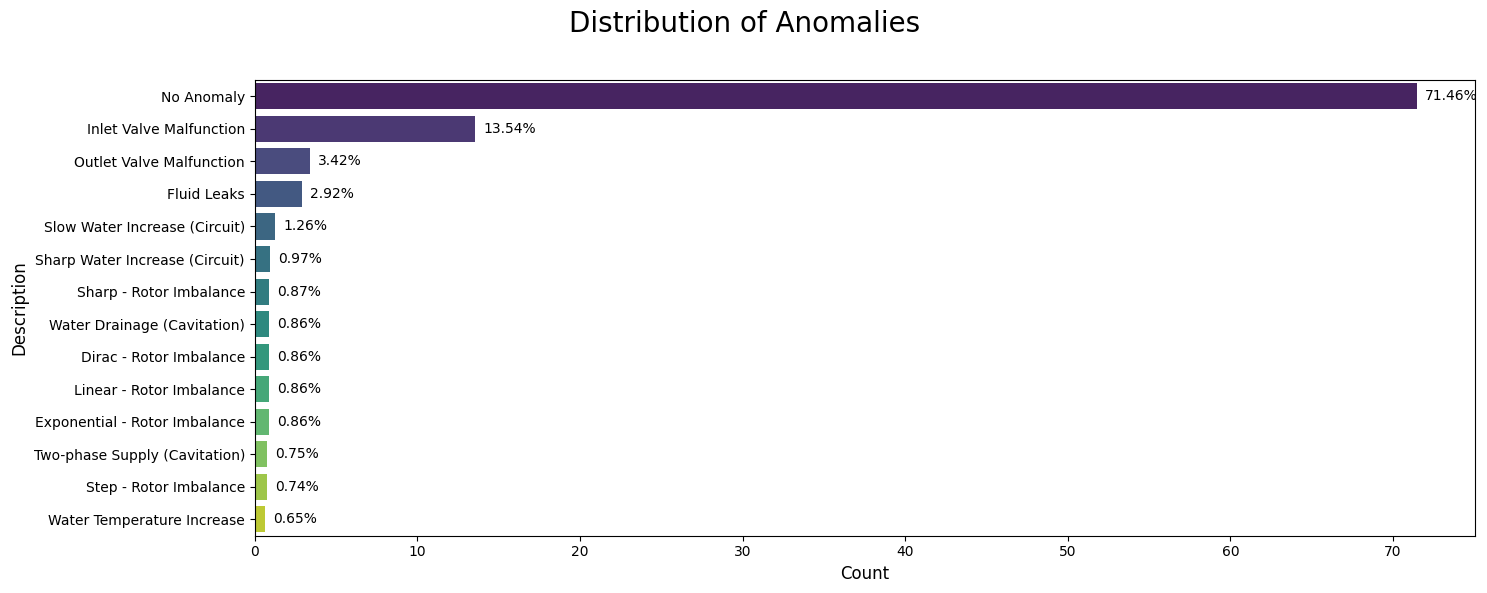 Distribution of Anomalies
Description
No Anomaly 71.46%
Inlet Valve Malfunction 13.54%
Outlet Valve Malfunction 3.42%
Fluid Leaks 2.92%
Slow Water Increase (Circuit) 1.26%
Sharp Water Increase (Circuit) 0.97%
Sharp - Rotor Imbalance 0.87%
Water Drainage (Cavitation) 0.86%
Dirac - Rotor Imbalance 0.86%
Linear - Rotor Imbalance 0.86%
Exponential - Rotor Imbalance 0.86%
Two-phase Supply (Cavitation) 0.75%
Step - Rotor Imbalance 0.74%
Water Temperature Increase 0.65%
0 10 20 30 40 50 60 70
Count